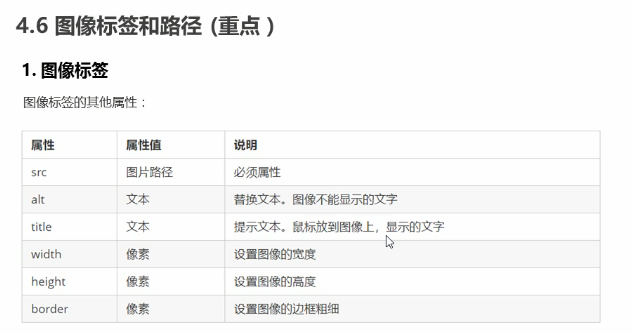 4.6 图像标签和路径 (重点 )
1. 图像标签
图像标签的其他属性：
属性 属性值 说明
src 图片路径 必须属性
alt 文本 替换文本。图像不能显示的文字
title 文本 提示文本。鼠标放到图像上，显示的文字
width 像素 设置图像的宽度
height 像素 设置图像的高度
border 像素 设置图像的边框粗细